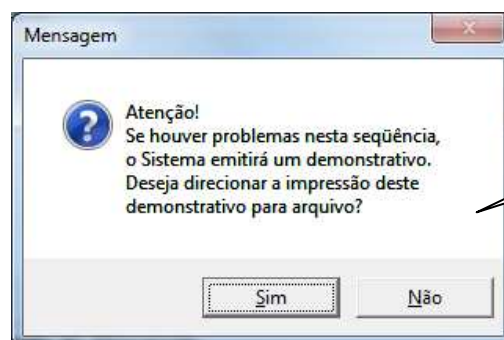 Mensagem
Atenção!
Se houver problemas nesta seqüência,
o Sistema emitirá um demonstrativo.
Deseja direcionar a impressão deste
demonstrativo para arquivo?
Sim
Não